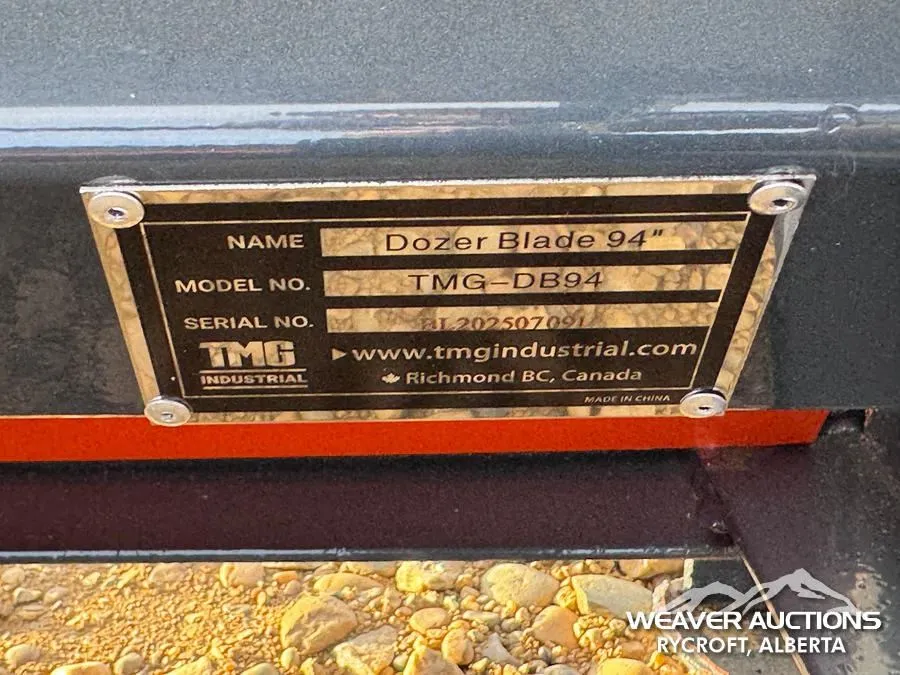 NAME Dozer Blade 94"
MODEL NO. TMG-DB94
SERIAL NO.
TMG
INDUSTRIAL
www.tmgindustrial.com
Richmond BC, Canada
MADE IN CHINA
WEAVER AUCTIONS
RYCROFT, ALBERTA